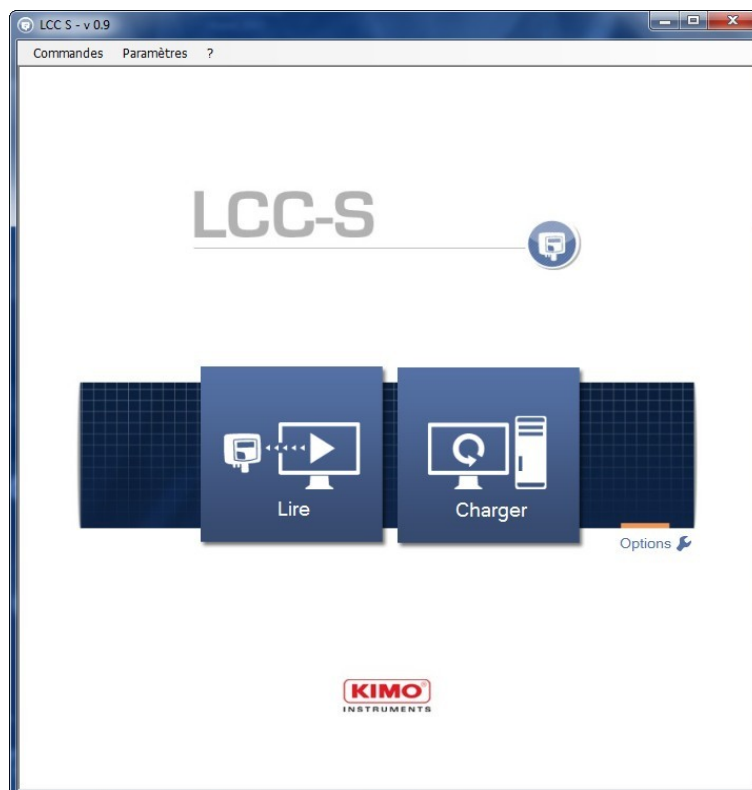 LCC S - v 0.9
Commandes Paramètres ?
LCC-S
Lire
Charger
Options
KIMO®
INSTRUMENTS